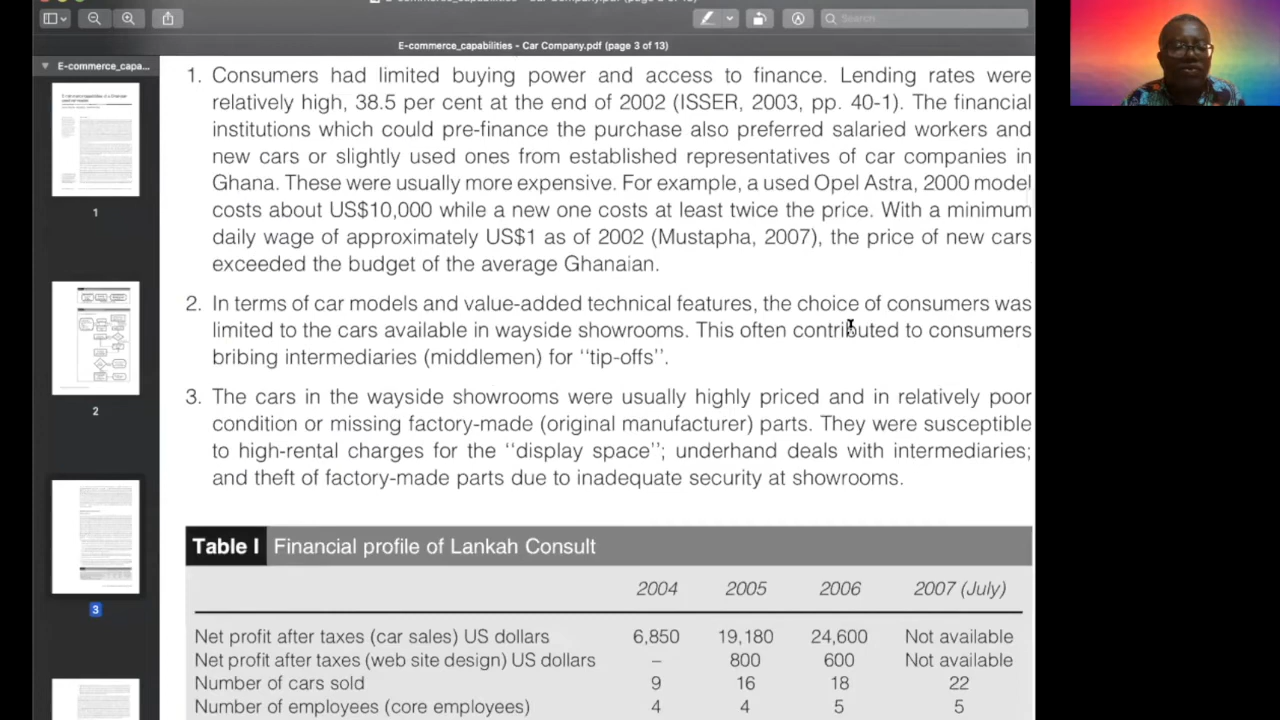 Search
E-commerce_capabilities - Car Company.pdf (page 3 of 13)
E-commerce_capa...
1
2
3
1. Consumers had limited buying power and access to finance. Lending rates were
relatively high, 38.5 per cent at the end of 2002 (ISSER, 2005, pp. 40-1). The financial
institutions which could pre-finance the purchase also preferred salaried workers and
new cars or slightly used ones from established representatives of car companies in
Ghana. These were usually more expensive. For example, a used Opel Astra, 2000 model
costs about US$10,000 while a new one costs at least twice the price. With a minimum
daily wage of approximately US$1 as of 2002 (Mustapha, 2007), the price of new cars
exceeded the budget of the average Ghanaian.
2. In terms of car models and value-added technical features, the choice of consumers was
limited to the cars available in wayside showrooms. This often contributed to consumers
bribing intermediaries (middlemen) for ‘‘tip-offs’’.
3. The cars in the wayside showrooms were usually highly priced and in relatively poor
condition or missing factory-made (original manufacturer) parts. They were susceptible
to high-rental charges for the ‘‘display space’’; underhand deals with intermediaries;
and theft of factory-made parts due to inadequate security at showrooms.
Table I Financial profile of Lankah Consult
2004 2005 2006 2007 (July)
Net profit after taxes (car sales) US dollars 6,850 19,180 24,600 Not available
Net profit after taxes (web site design) US dollars – 800 600 Not available
Number of cars sold 9 16 18 22
Number of employees (core employees) 4 4 5 5